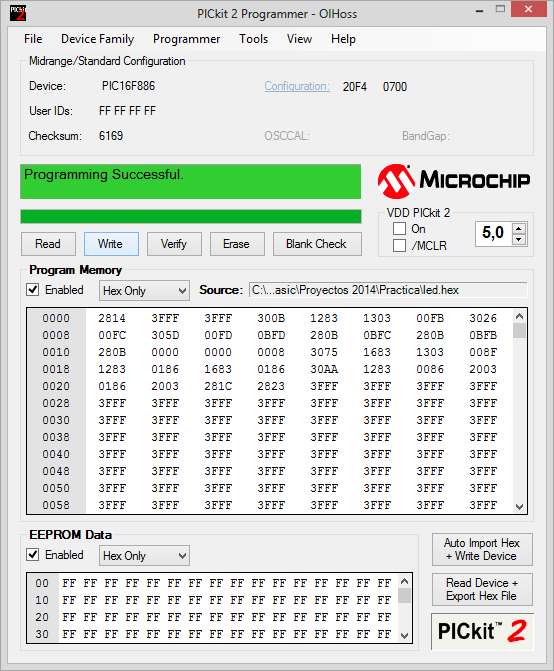 PICkit 2 Programmer - OIHoss
File Device Family Programmer Tools View Help
Midrange/Standard Configuration
Device: PIC16F886 Configuration: 20F4 0700
User IDs: FF FF FF FF
Checksum: 6169 OSCCAL: BandGap:
Programming Successful.
MICROCHIP
VDD PICkit 2
On
/MCLR
5,0
Read Write Verify Erase Blank Check
Program Memory
Enabled Hex Only Source: C:\...asic\Proyectos 2014\Practica\led.hex
0000 2814 3FFF 3FFF 300B 1283 1303 00FB 3026
0008 00FC 305D 00FD 0BFD 280B 0BFC 280B 0BFB
0010 280B 0000 0000 0008 3075 1683 1303 008F
0018 1283 0186 1683 0186 30AA 1283 0086 2003
0020 0186 2003 281C 2823 3FFF 3FFF 3FFF 3FFF
0028 3FFF 3FFF 3FFF 3FFF 3FFF 3FFF 3FFF 3FFF
0030 3FFF 3FFF 3FFF 3FFF 3FFF 3FFF 3FFF 3FFF
0038 3FFF 3FFF 3FFF 3FFF 3FFF 3FFF 3FFF 3FFF
0040 3FFF 3FFF 3FFF 3FFF 3FFF 3FFF 3FFF 3FFF
0048 3FFF 3FFF 3FFF 3FFF 3FFF 3FFF 3FFF 3FFF
0050 3FFF 3FFF 3FFF 3FFF 3FFF 3FFF 3FFF 3FFF
0058 3FFF 3FFF 3FFF 3FFF 3FFF 3FFF 3FFF 3FFF
EEPROM Data
Enabled Hex Only
00 FF FF FF FF FF FF FF FF FF FF FF FF FF FF FF FF
10 FF FF FF FF FF FF FF FF FF FF FF FF FF FF FF FF
20 FF FF FF FF FF FF FF FF FF FF FF FF FF FF FF FF
30 FF FF FF FF FF FF FF FF FF FF FF FF FF FF FF FF
Auto Import Hex
+ Write Device
Read Device +
Export Hex File
PICkit™ 2